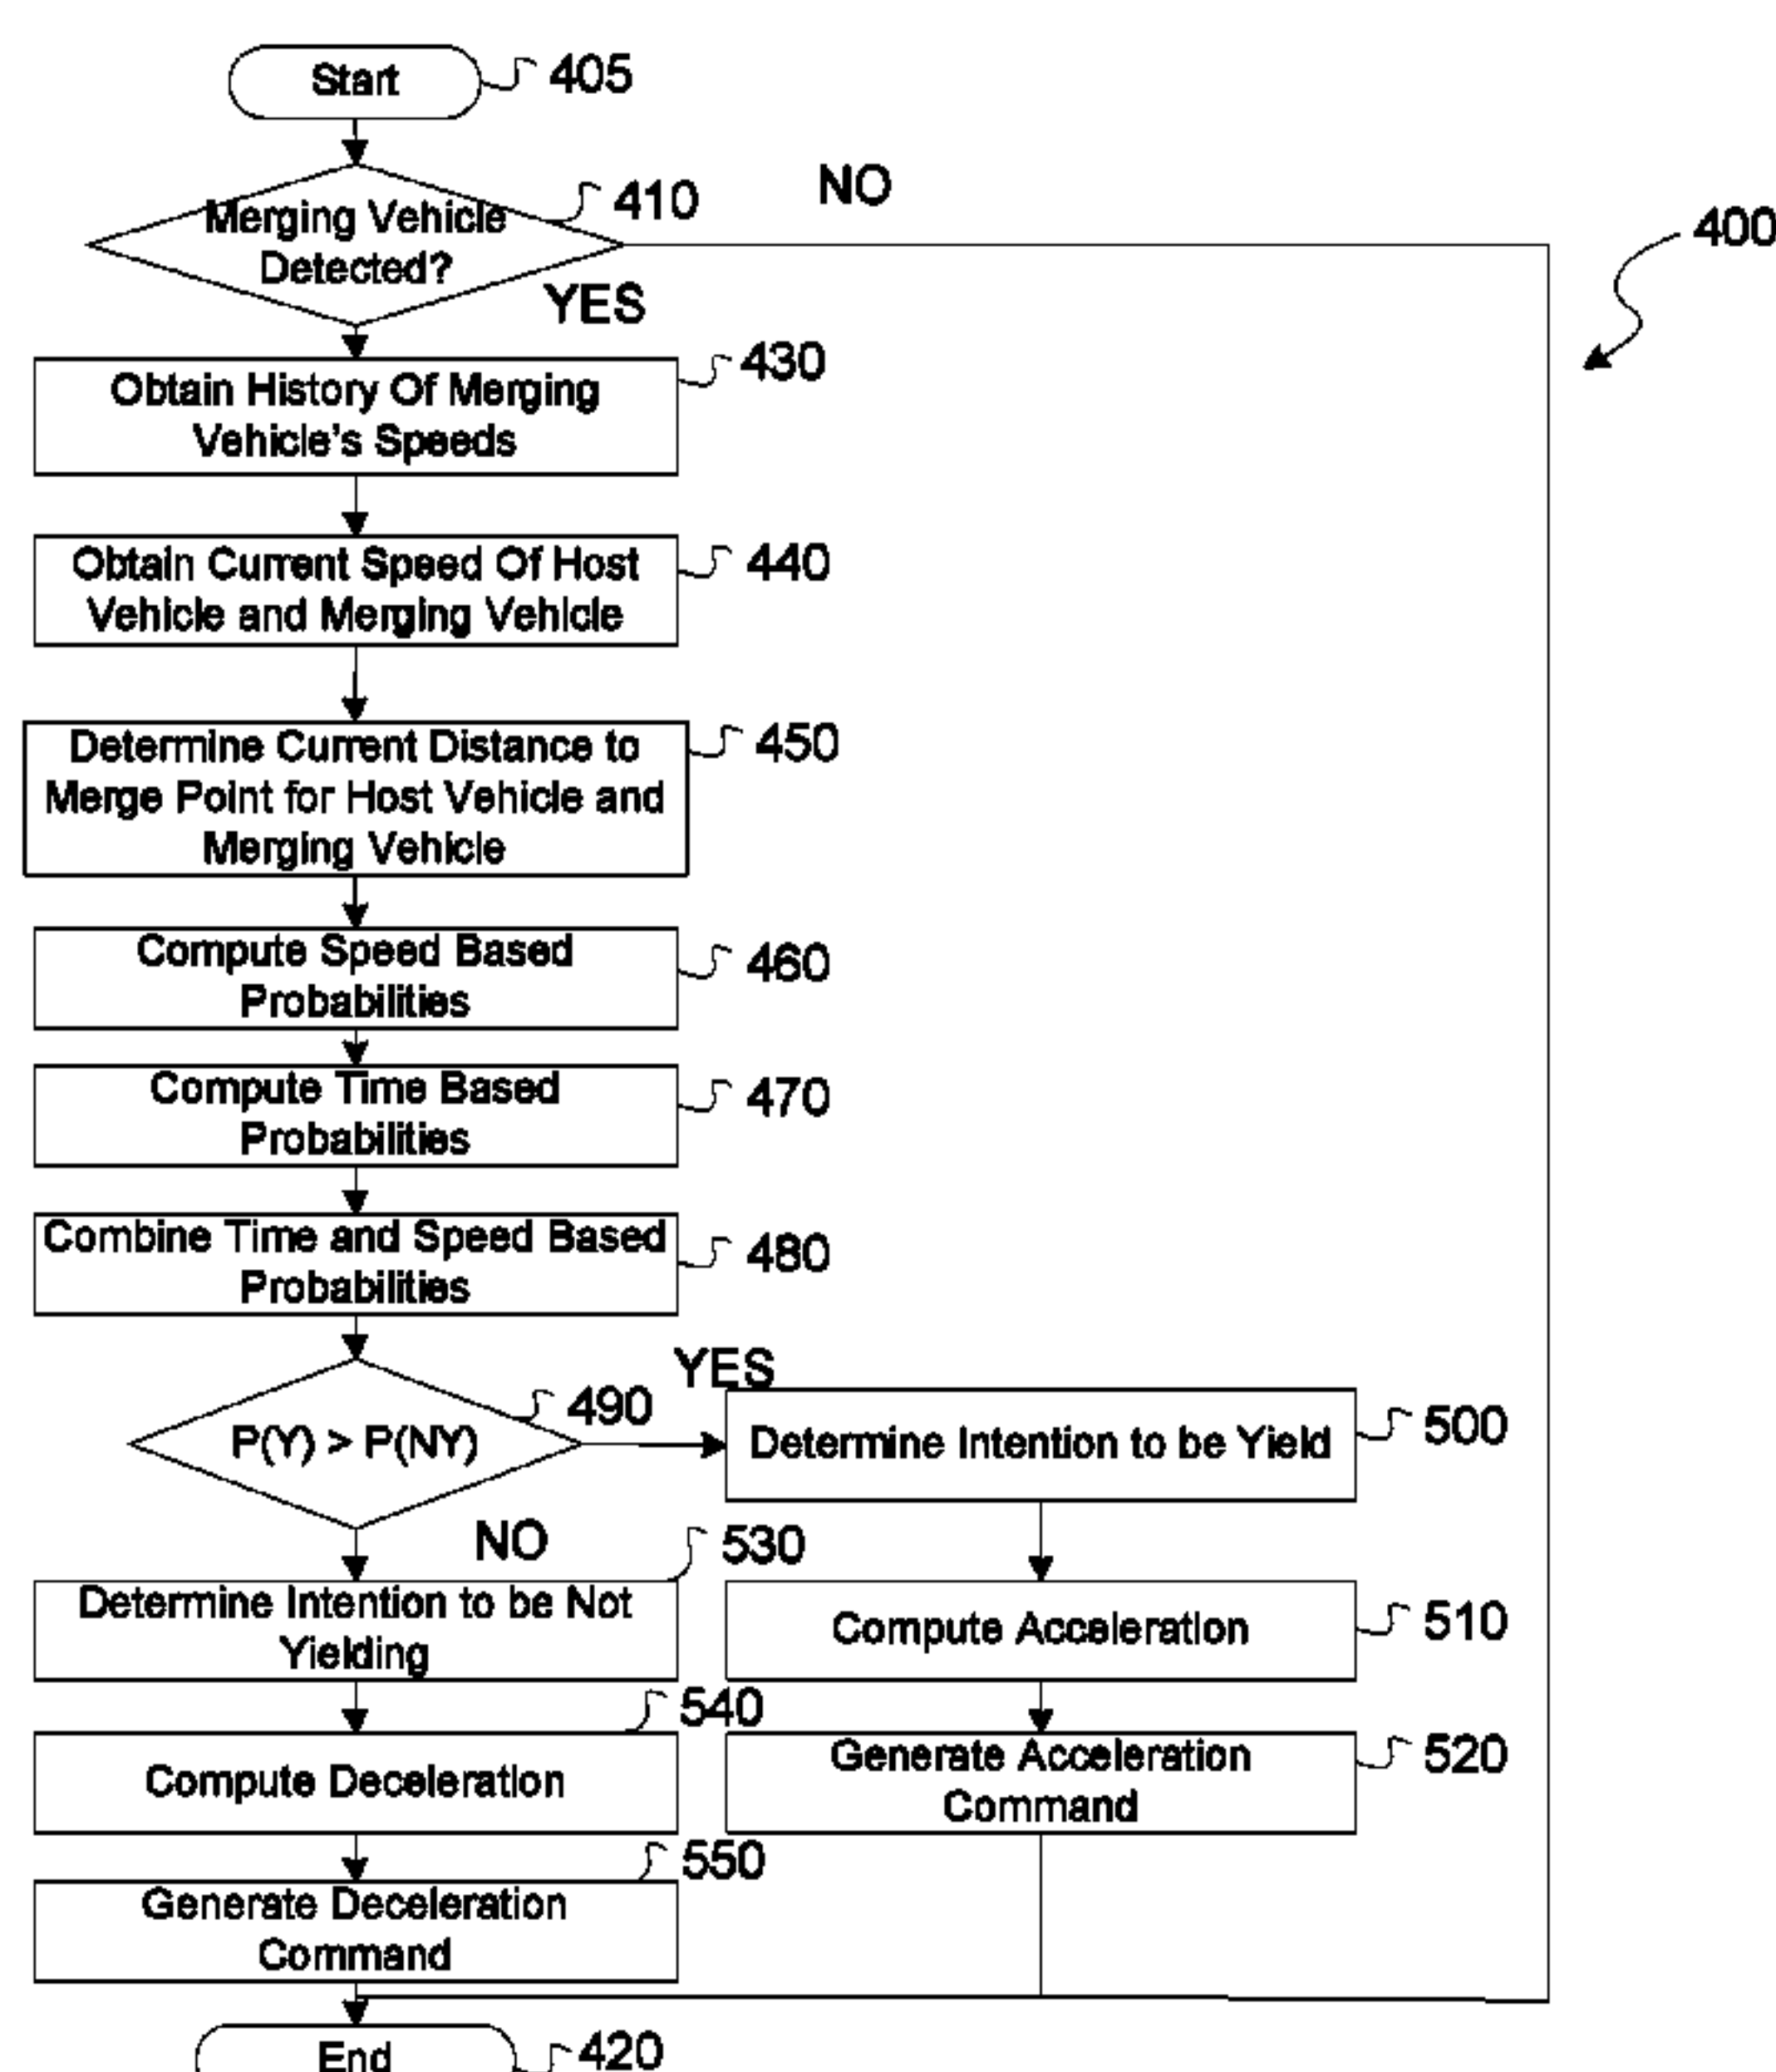 Start
405
Merging Vehicle
Detected?
410
NO
400
YES
Obtain History Of Merging
Vehicle's Speeds
430
Obtain Current Speed Of Host
Vehicle and Merging Vehicle
440
Determine Current Distance to
Merge Point for Host Vehicle and
Merging Vehicle
450
Compute Speed Based
Probabilities
460
Compute Time Based
Probabilities
470
Combine Time and Speed Based
Probabilities
480
P(Y) > P(NY)
490
YES
Determine Intention to be Yield
500
NO
Determine Intention to be Not
Yielding
530
Compute Acceleration
510
Compute Deceleration
540
Generate Acceleration
Command
520
Generate Deceleration
Command
550
End
420